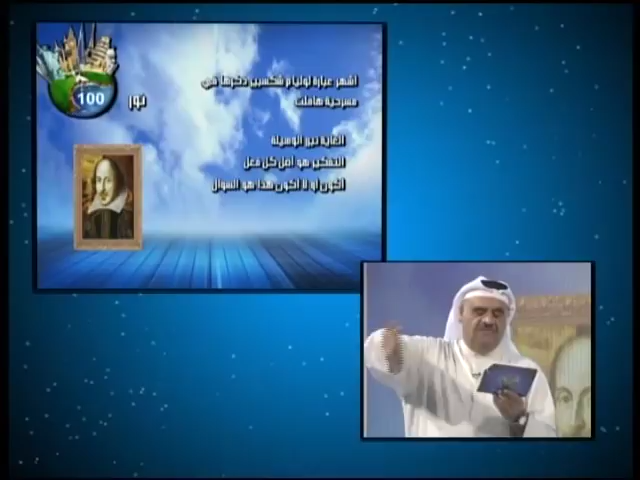 أشهر عبارة لوليام شكسبير ذكرها في
مسرحية هاملت
100
نور
الغاية تبرر الوسيلة
التفكير هو أصل كل فعل
أكون أو لا أكون هذا هو السؤال